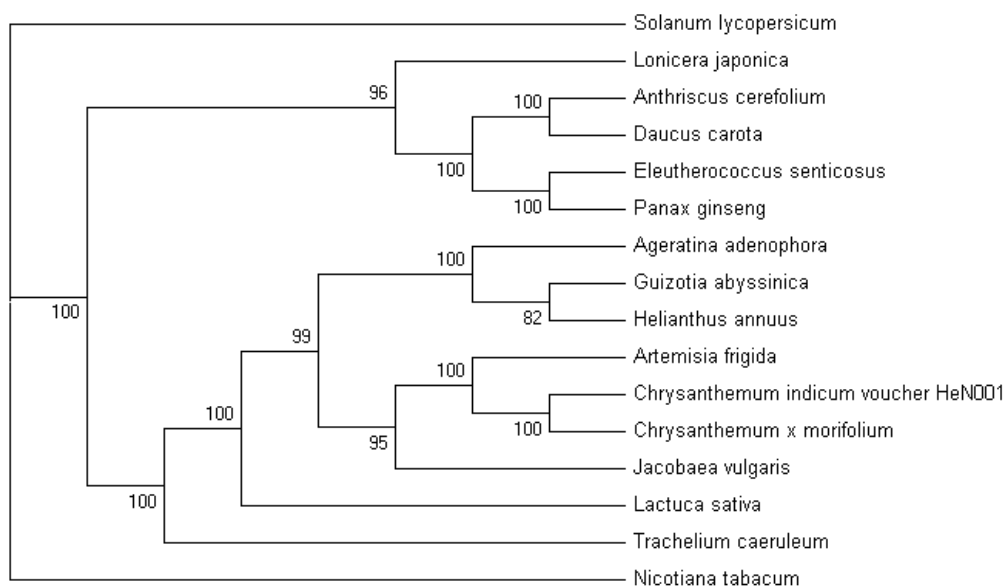 Solanum lycopersicum
Lonicera japonica
96
Anthriscus cerefolium
100
Daucus carota
100
Eleutherococcus senticosus
100
Panax ginseng
Ageratina adenophora
100
Guizotia abyssinica
100
Helianthus annuus
82
99
Artemisia frigida
100
Chrysanthemum indicum voucher HeN001
100
Chrysanthemum x morifolium
100
95
Jacobaea vulgaris
100
Lactuca sativa
Trachelium caeruleum
Nicotiana tabacum